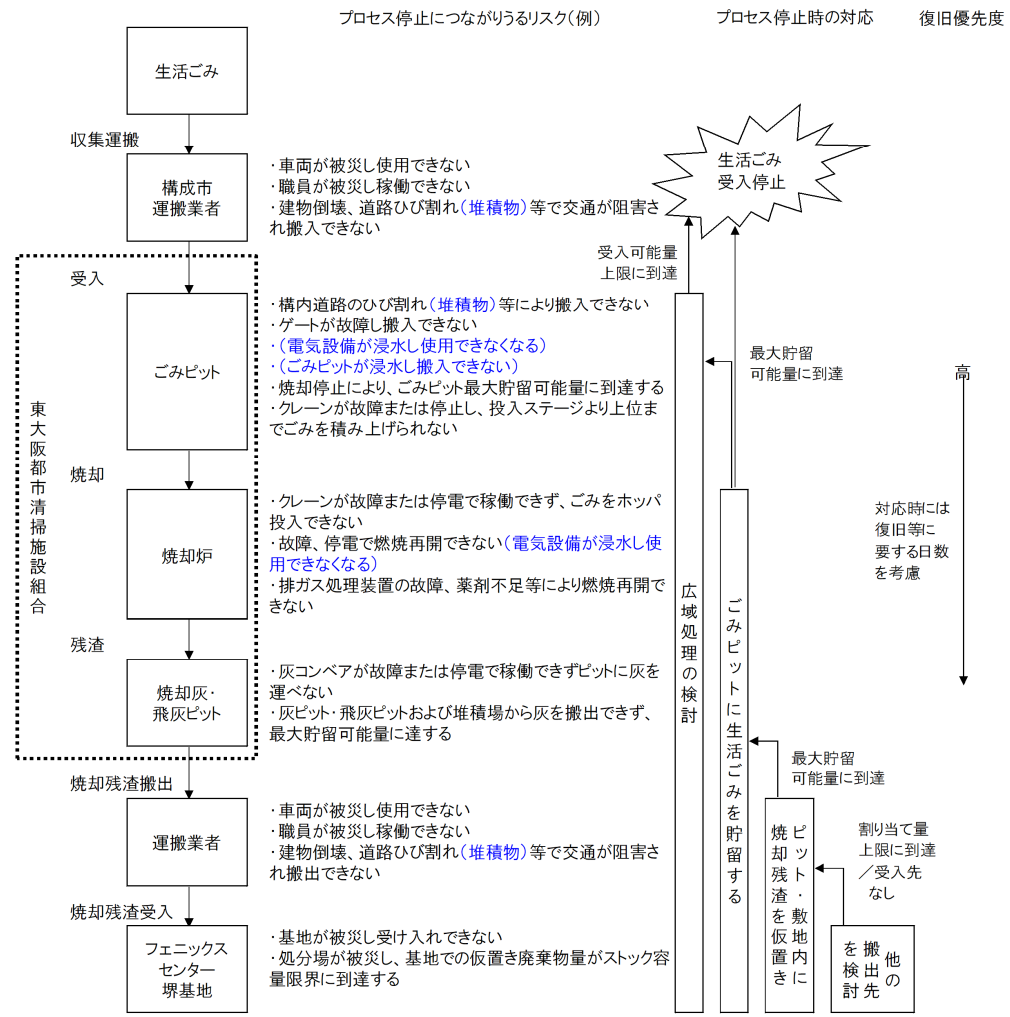 プロセス停止につながりうるリスク(例)
プロセス停止時の対応
復旧優先度
生活ごみ
収集運搬
構成市
運搬業者
・車両が被災し使用できない
・職員が被災し稼働できない
・建物倒壊、道路ひび割れ(堆積物)等で交通が阻害さ
れ搬入できない
生活ごみ
受入停止
受入可能量
上限に到達
東大阪都市清掃施設組合
受入
ごみピット
・構内道路のひび割れ(堆積物)等により搬入できない
・ゲートが故障し搬入できない
・(電気設備が浸水し使用できなくなる)
・(ごみピットが浸水し搬入できない)
・焼却停止により、ごみピット最大貯留可能量に到達する
・クレーンが故障または停止し、投入ステージより上位ま
でごみを積み上げられない
最大貯留
可能量に到達
高
焼却
焼却炉
・クレーンが故障または停電で稼働できず、ごみをホッパ
投入できない
・故障、停電で燃焼再開できない(電気設備が浸水し使
用できなくなる)
・排ガス処理装置の故障、薬剤不足等により燃焼再開で
きない
対応時には
復旧等に
要する日数
を考慮
広域処理の検討
ごみピットに生活ごみを貯留する
残渣
焼却灰・
飛灰ピット
・灰コンベアが故障または停電で稼働できずピットに灰を
運べない
・灰ピット・飛灰ピットおよび堆積場から灰を搬出できず、
最大貯留可能量に達する
最大貯留
可能量に到達
焼却残渣搬出
運搬業者
・車両が被災し使用できない
・職員が被災し稼働できない
・建物倒壊、道路ひび割れ(堆積物)等で交通が阻害さ
れ搬出できない
ピット・敷地内に
焼却残渣を仮置き
割り当て量
上限に到達
/受入先
なし
焼却残渣受入
フェニックス
センター
堺基地
・基地が被災し受け入れできない
・処分場が被災し、基地での仮置き廃棄物量がストック容
量限界に到達する
他の
搬出先
を検討